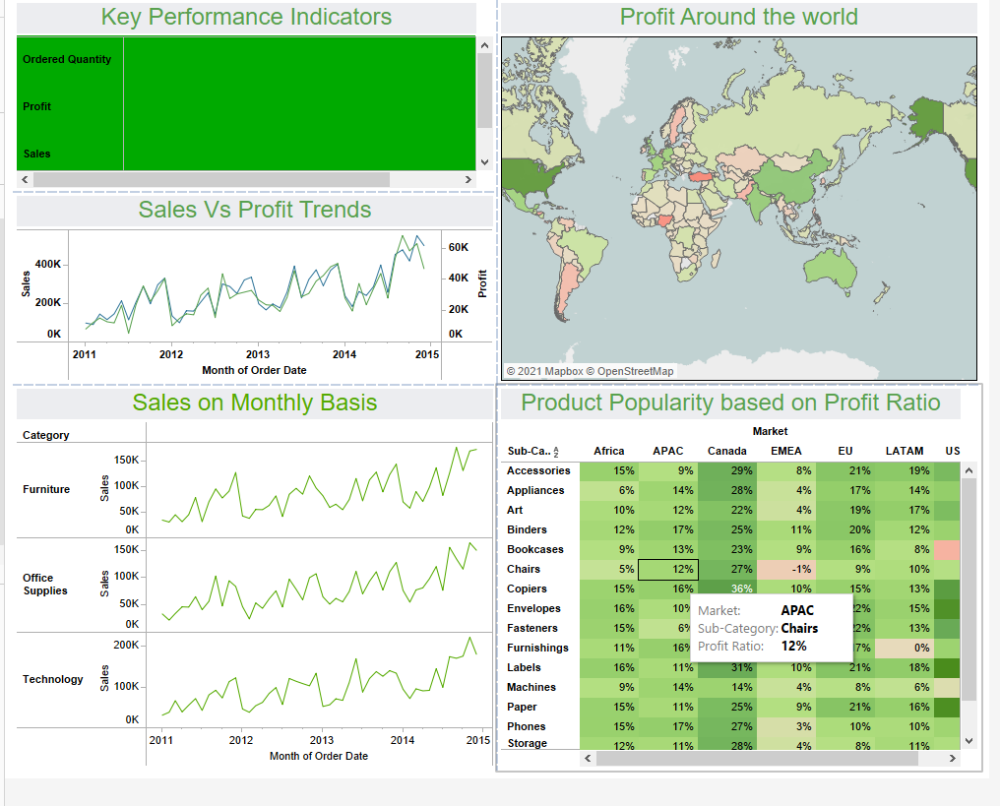 Key Performance Indicators
Ordered Quantity
Profit
Sales
Profit Around the world
© 2021 Mapbox © OpenStreetMap
Sales Vs Profit Trends
Sales
400K
200K
0K
60K
40K
20K
0K
Profit
2011 2012 2013 2014 2015
Month of Order Date
Sales on Monthly Basis
Category
Furniture
Sales
150K
100K
50K
0K
Office
Supplies
Sales
150K
100K
50K
0K
Technology
Sales
200K
100K
0K
2011 2012 2013 2014 2015
Month of Order Date
Product Popularity based on Profit Ratio
Market
Sub-Ca.. Africa APAC Canada EMEA EU LATAM US
Accessories 15% 9% 29% 8% 21% 19%
Appliances 6% 14% 28% 4% 17% 14%
Art 10% 12% 22% 4% 19% 17%
Binders 12% 17% 25% 11% 20% 12%
Bookcases 9% 13% 23% 9% 16% 8%
Chairs 5% 12% 27% -1% 9% 10%
Copiers 15% 16% 36% 10% 15% 13%
Envelopes 16% 10% 22% 15%
Fasteners 15% 6% 22% 13%
Furnishings 11% 16% 7% 0%
Labels 16% 11% 31% 10% 21% 18%
Machines 9% 14% 14% 4% 8% 6%
Paper 15% 11% 25% 9% 21% 16%
Phones 15% 17% 27% 3% 10% 10%
Storage 12% 11% 28% 4% 8% 11%
Market: APAC
Sub-Category: Chairs
Profit Ratio: 12%